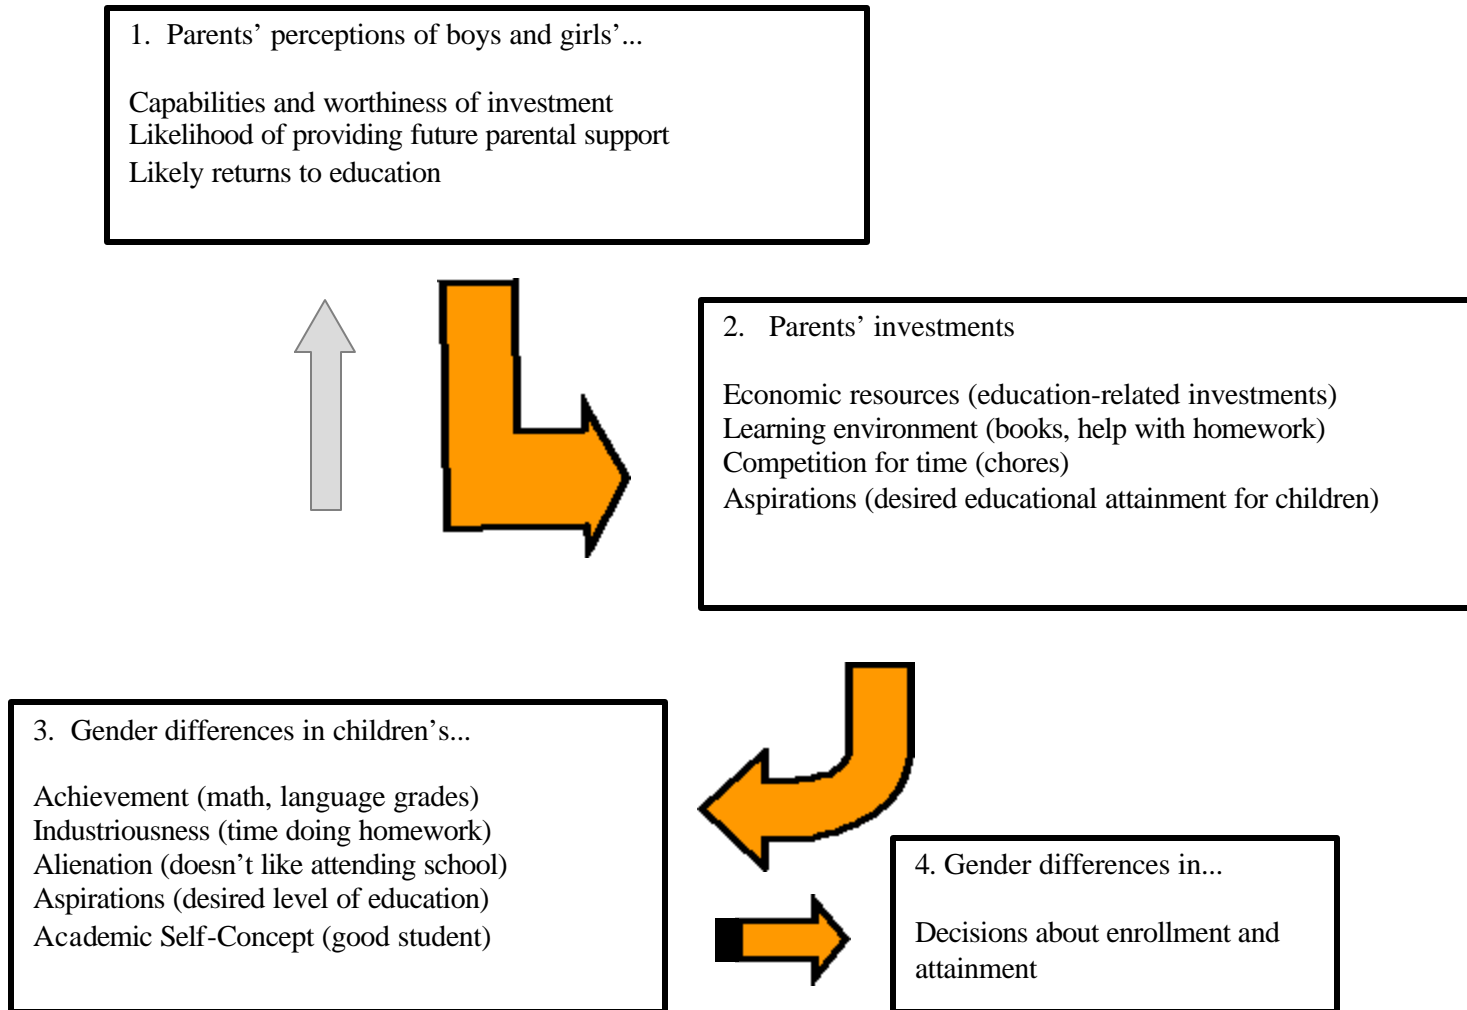 1. Parents’ perceptions of boys and girls’...
Capabilities and worthiness of investment
Likelihood of providing future parental support
Likely returns to education
2. Parents’ investments
Economic resources (education-related investments)
Learning environment (books, help with homework)
Competition for time (chores)
Aspirations (desired educational attainment for children)
3. Gender differences in children’s...
Achievement (math, language grades)
Industriousness (time doing homework)
Alienation (doesn’t like attending school)
Aspirations (desired level of education)
Academic Self-Concept (good student)
4. Gender differences in...
Decisions about enrollment and
attainment